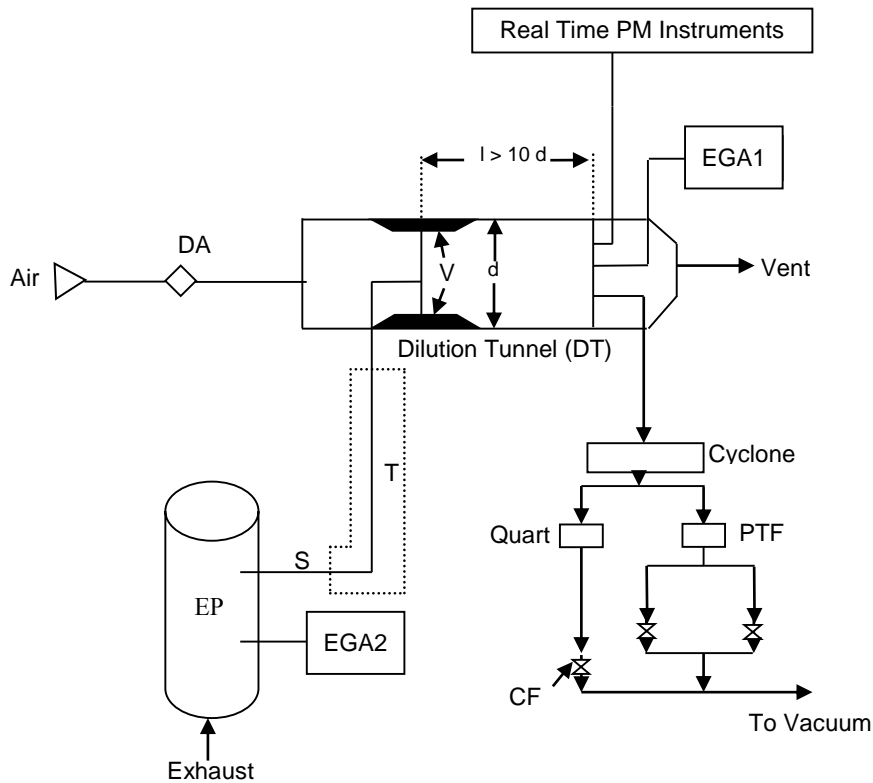 Real Time PM Instruments
l > 10 d
EGA1
DA
Air
V
d
Vent
Dilution Tunnel (DT)
T
Cyclone
Quart
PTF
S
EP
EGA2
CF
To Vacuum
Exhaust